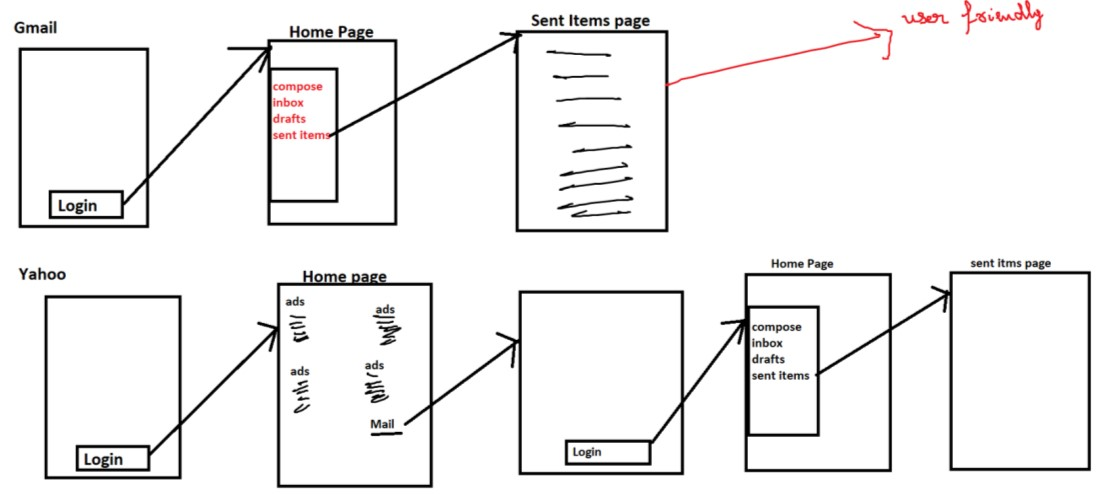 Gmail
Home Page
Sent Items page
user friendly
compose
inbox
drafts
sent items
Login
Yahoo
Home page
Home Page
sent itms page
ads
ads
ads
ads
Mail
compose
inbox
drafts
sent items
Login
Login